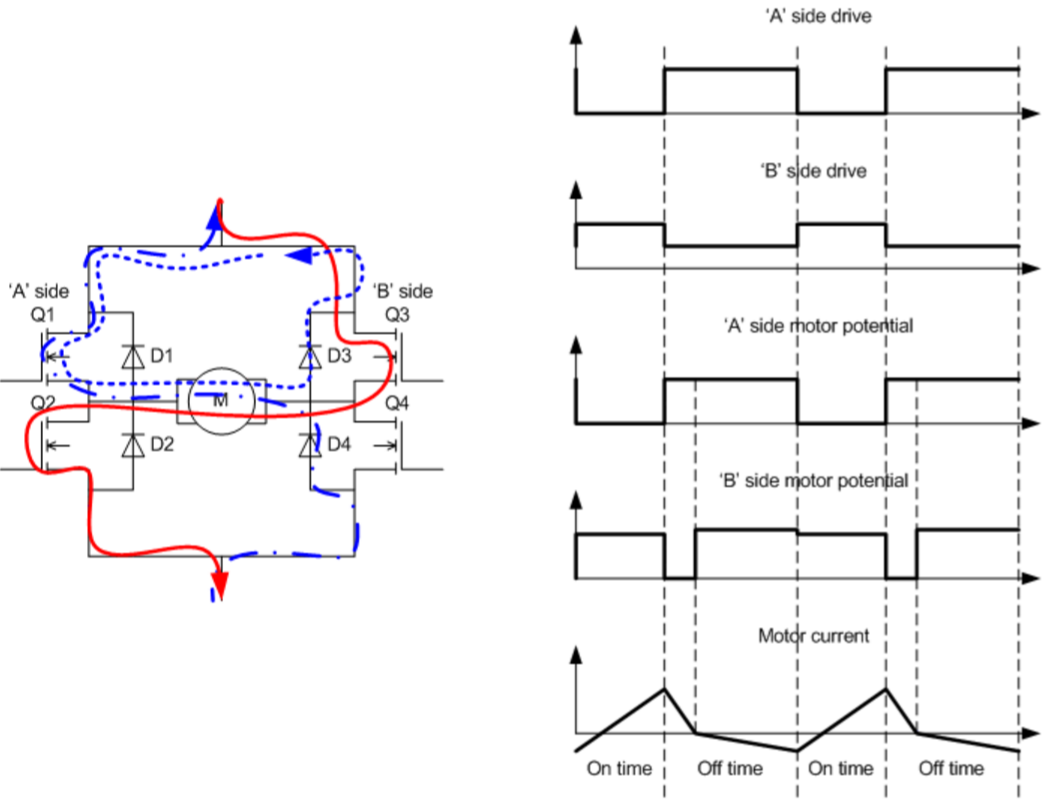 'A' side
'B' side
Q1
Q3
D1
D3
M
Q2
Q4
D2
D4
'A' side drive
'B' side drive
'A' side motor potential
'B' side motor potential
Motor current
On time
Off time
On time
Off time